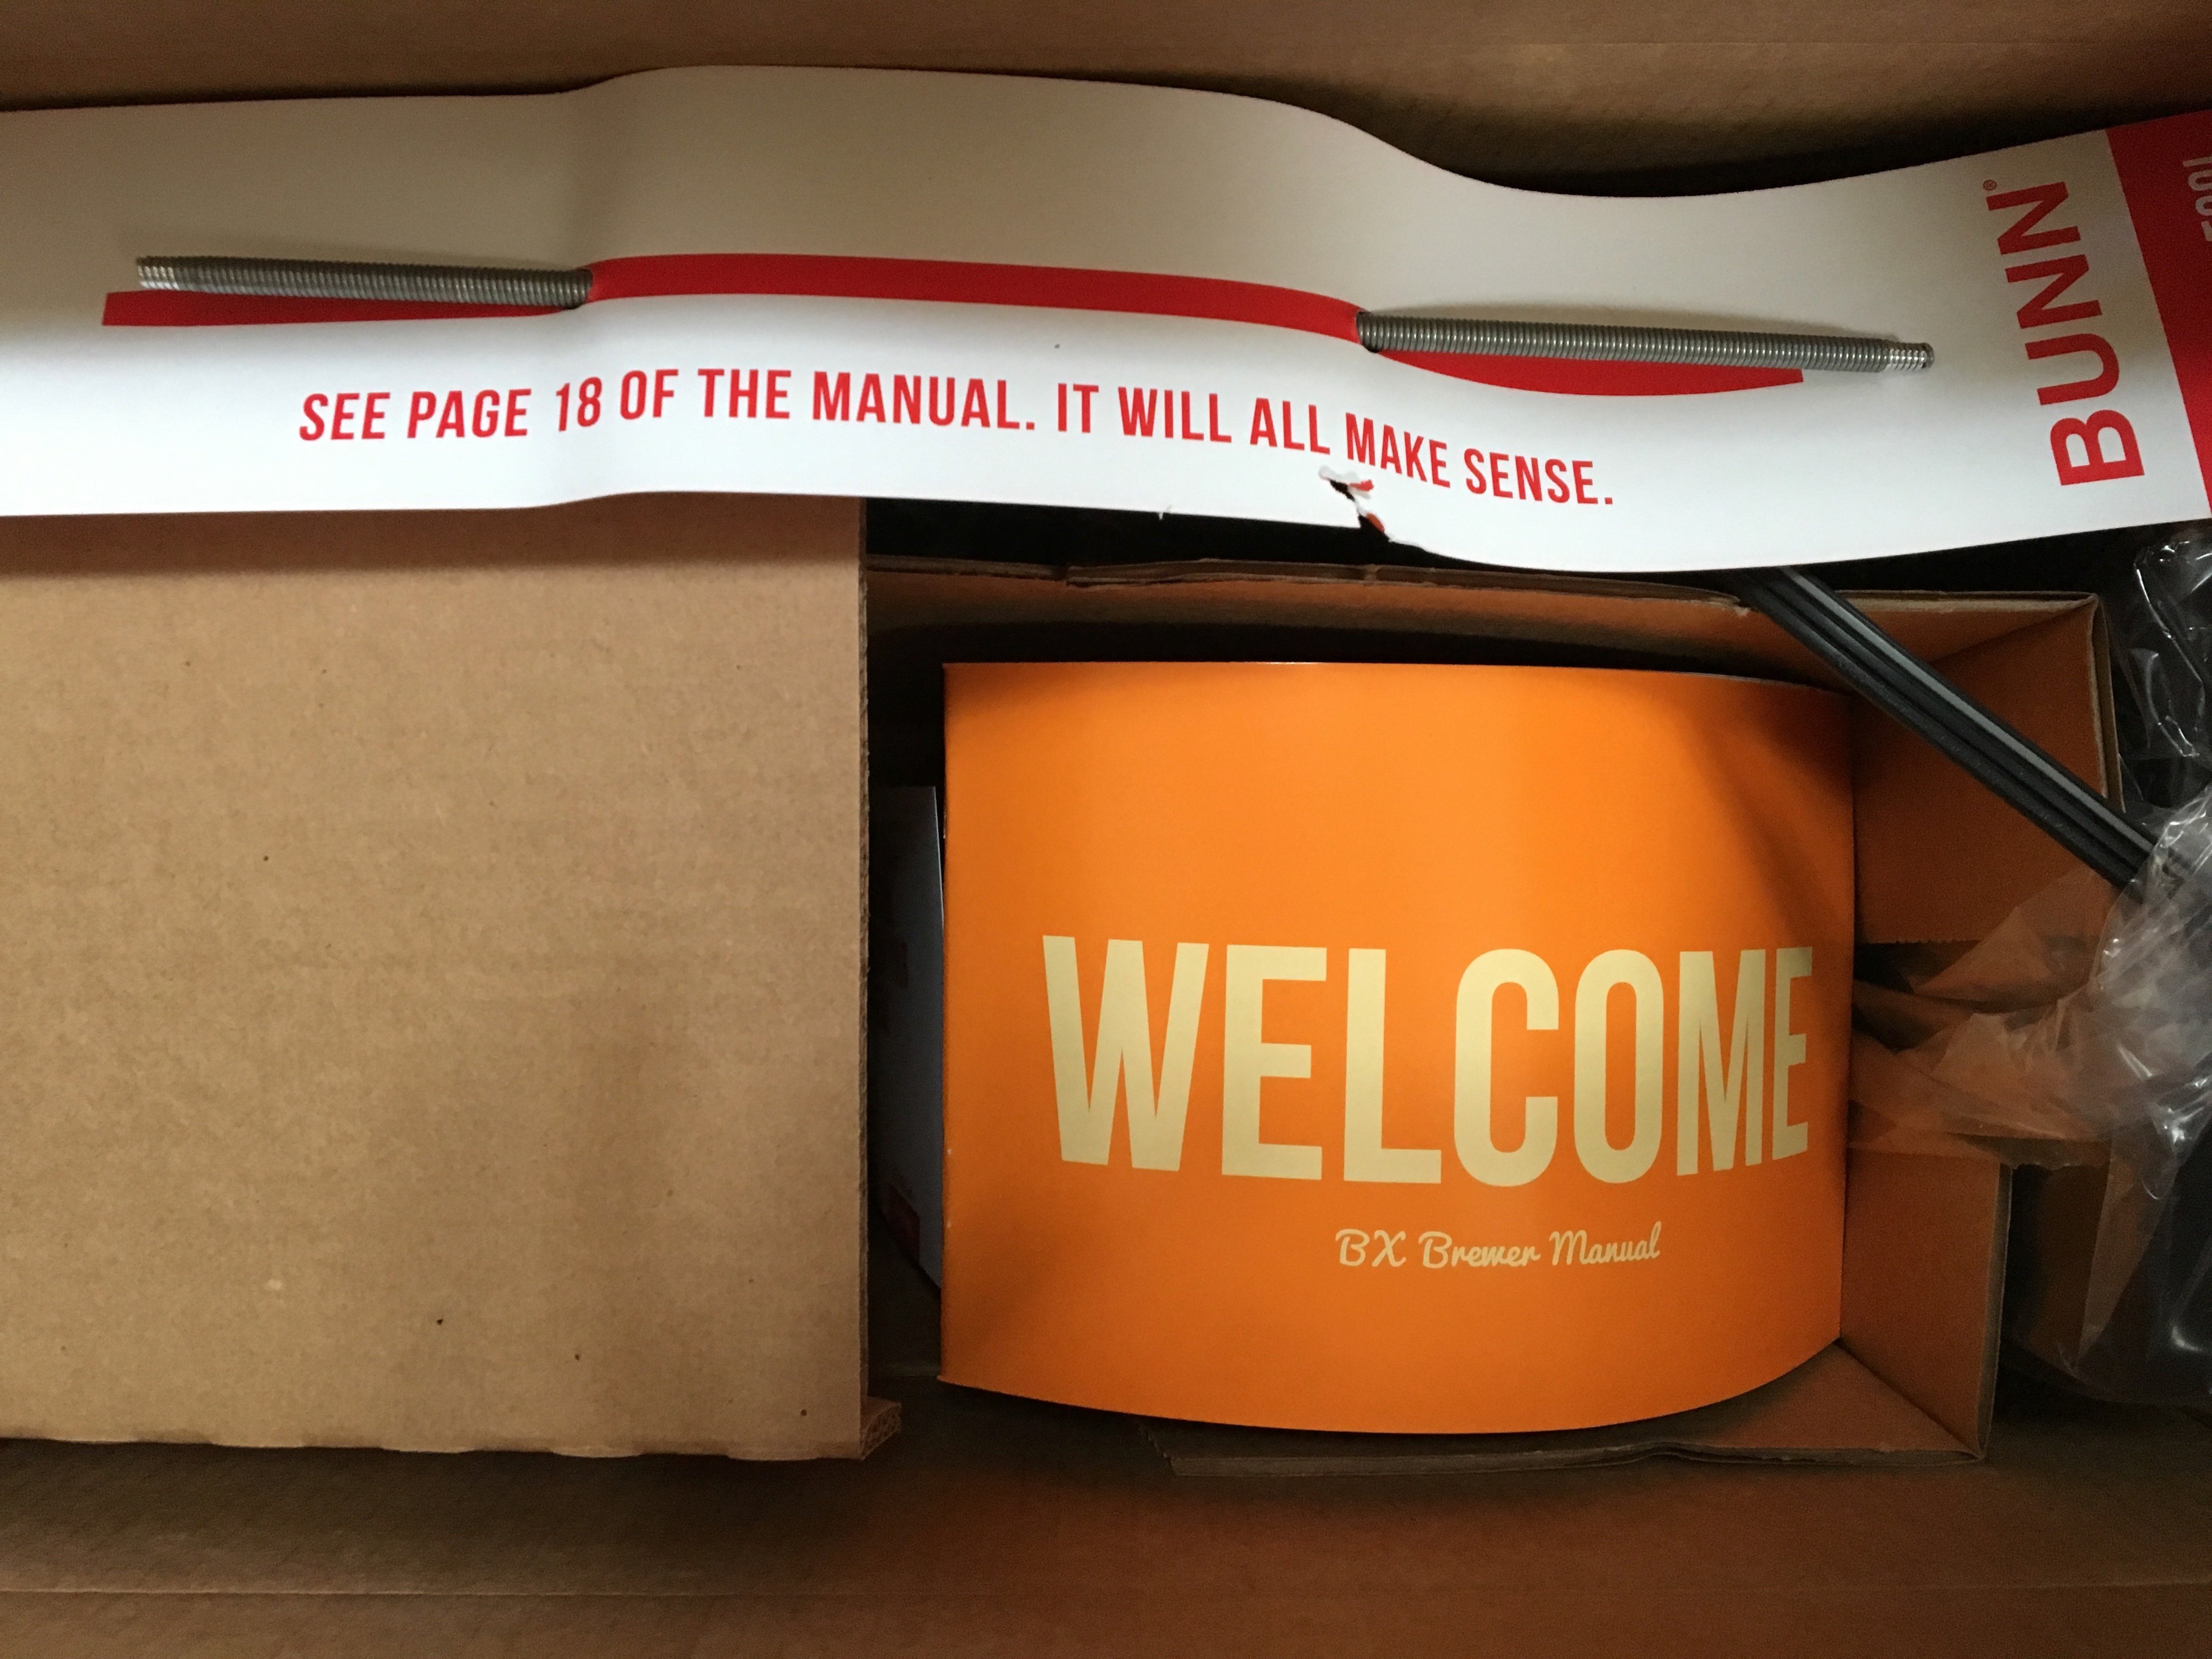 SEE PAGE 18 OF THE MANUAL. IT WILL ALL MAKE SENSE.
BUNN®
WELCOME
BX Brewer Manual